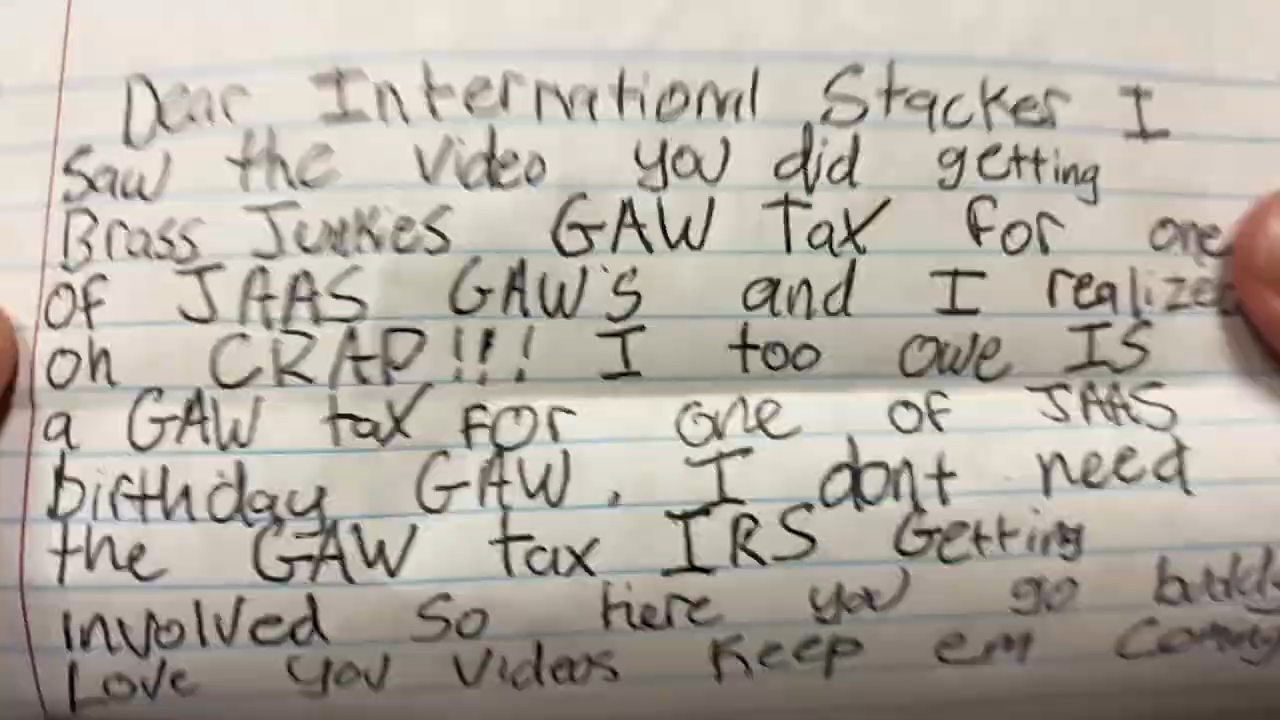 Dear International Stacker I
Saw the video you did getting
Brass Junkies GAW Tax for one
of JAAS GAW'S and I realized
oh CRAP!!! I too owe IS
a GAW tax FOr one of JAAS
birthday GAW. I dont need
the GAW tax IRS Getting
involved So here you go buddy
Love you Videos Keep em Coming